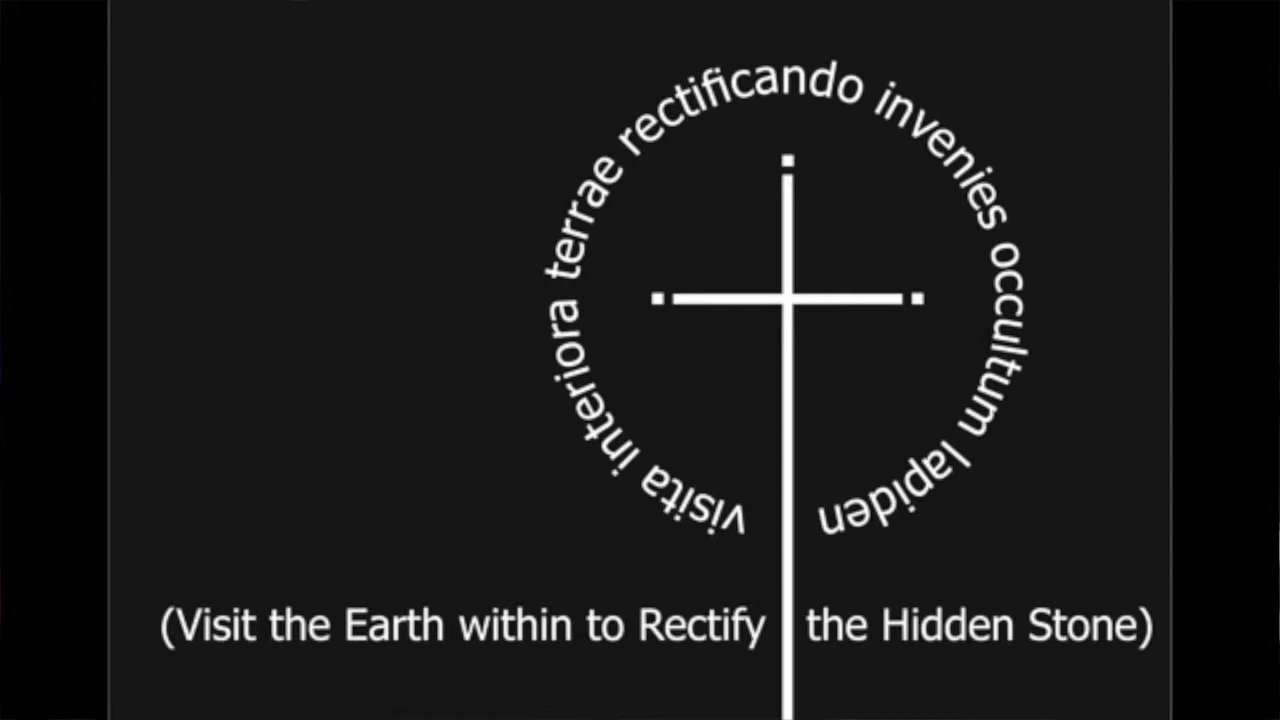 visita interiora terrae rectificando invenies occultum lapiden
(Visit the Earth within to Rectify the Hidden Stone)